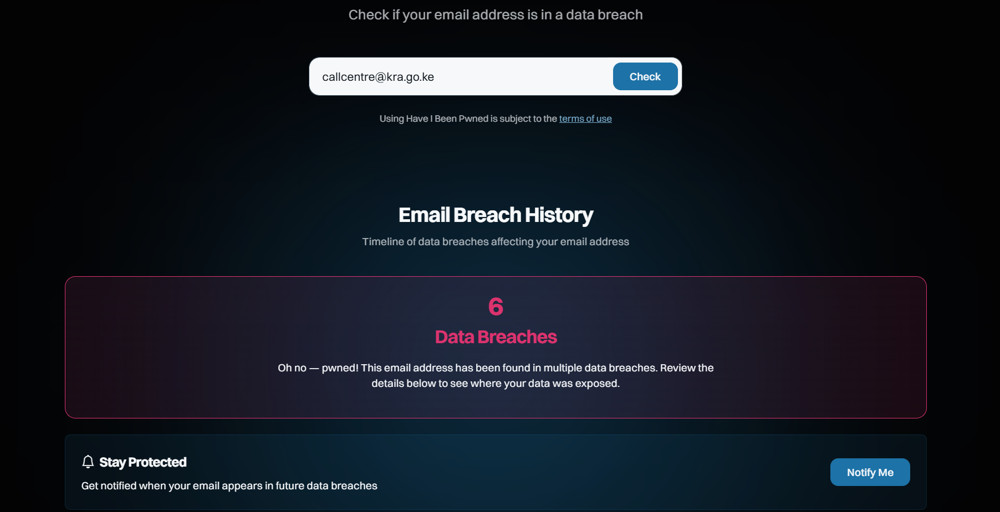 Check if your email address is in a data breach
callcentre@kra.go.ke
Check
Using Have I Been Pwned is subject to the terms of use
Email Breach History
Timeline of data breaches affecting your email address
6
Data Breaches
Oh no — pwned! This email address has been found in multiple data breaches. Review the
details below to see where your data was exposed.
Stay Protected
Get notified when your email appears in future data breaches
Notify Me